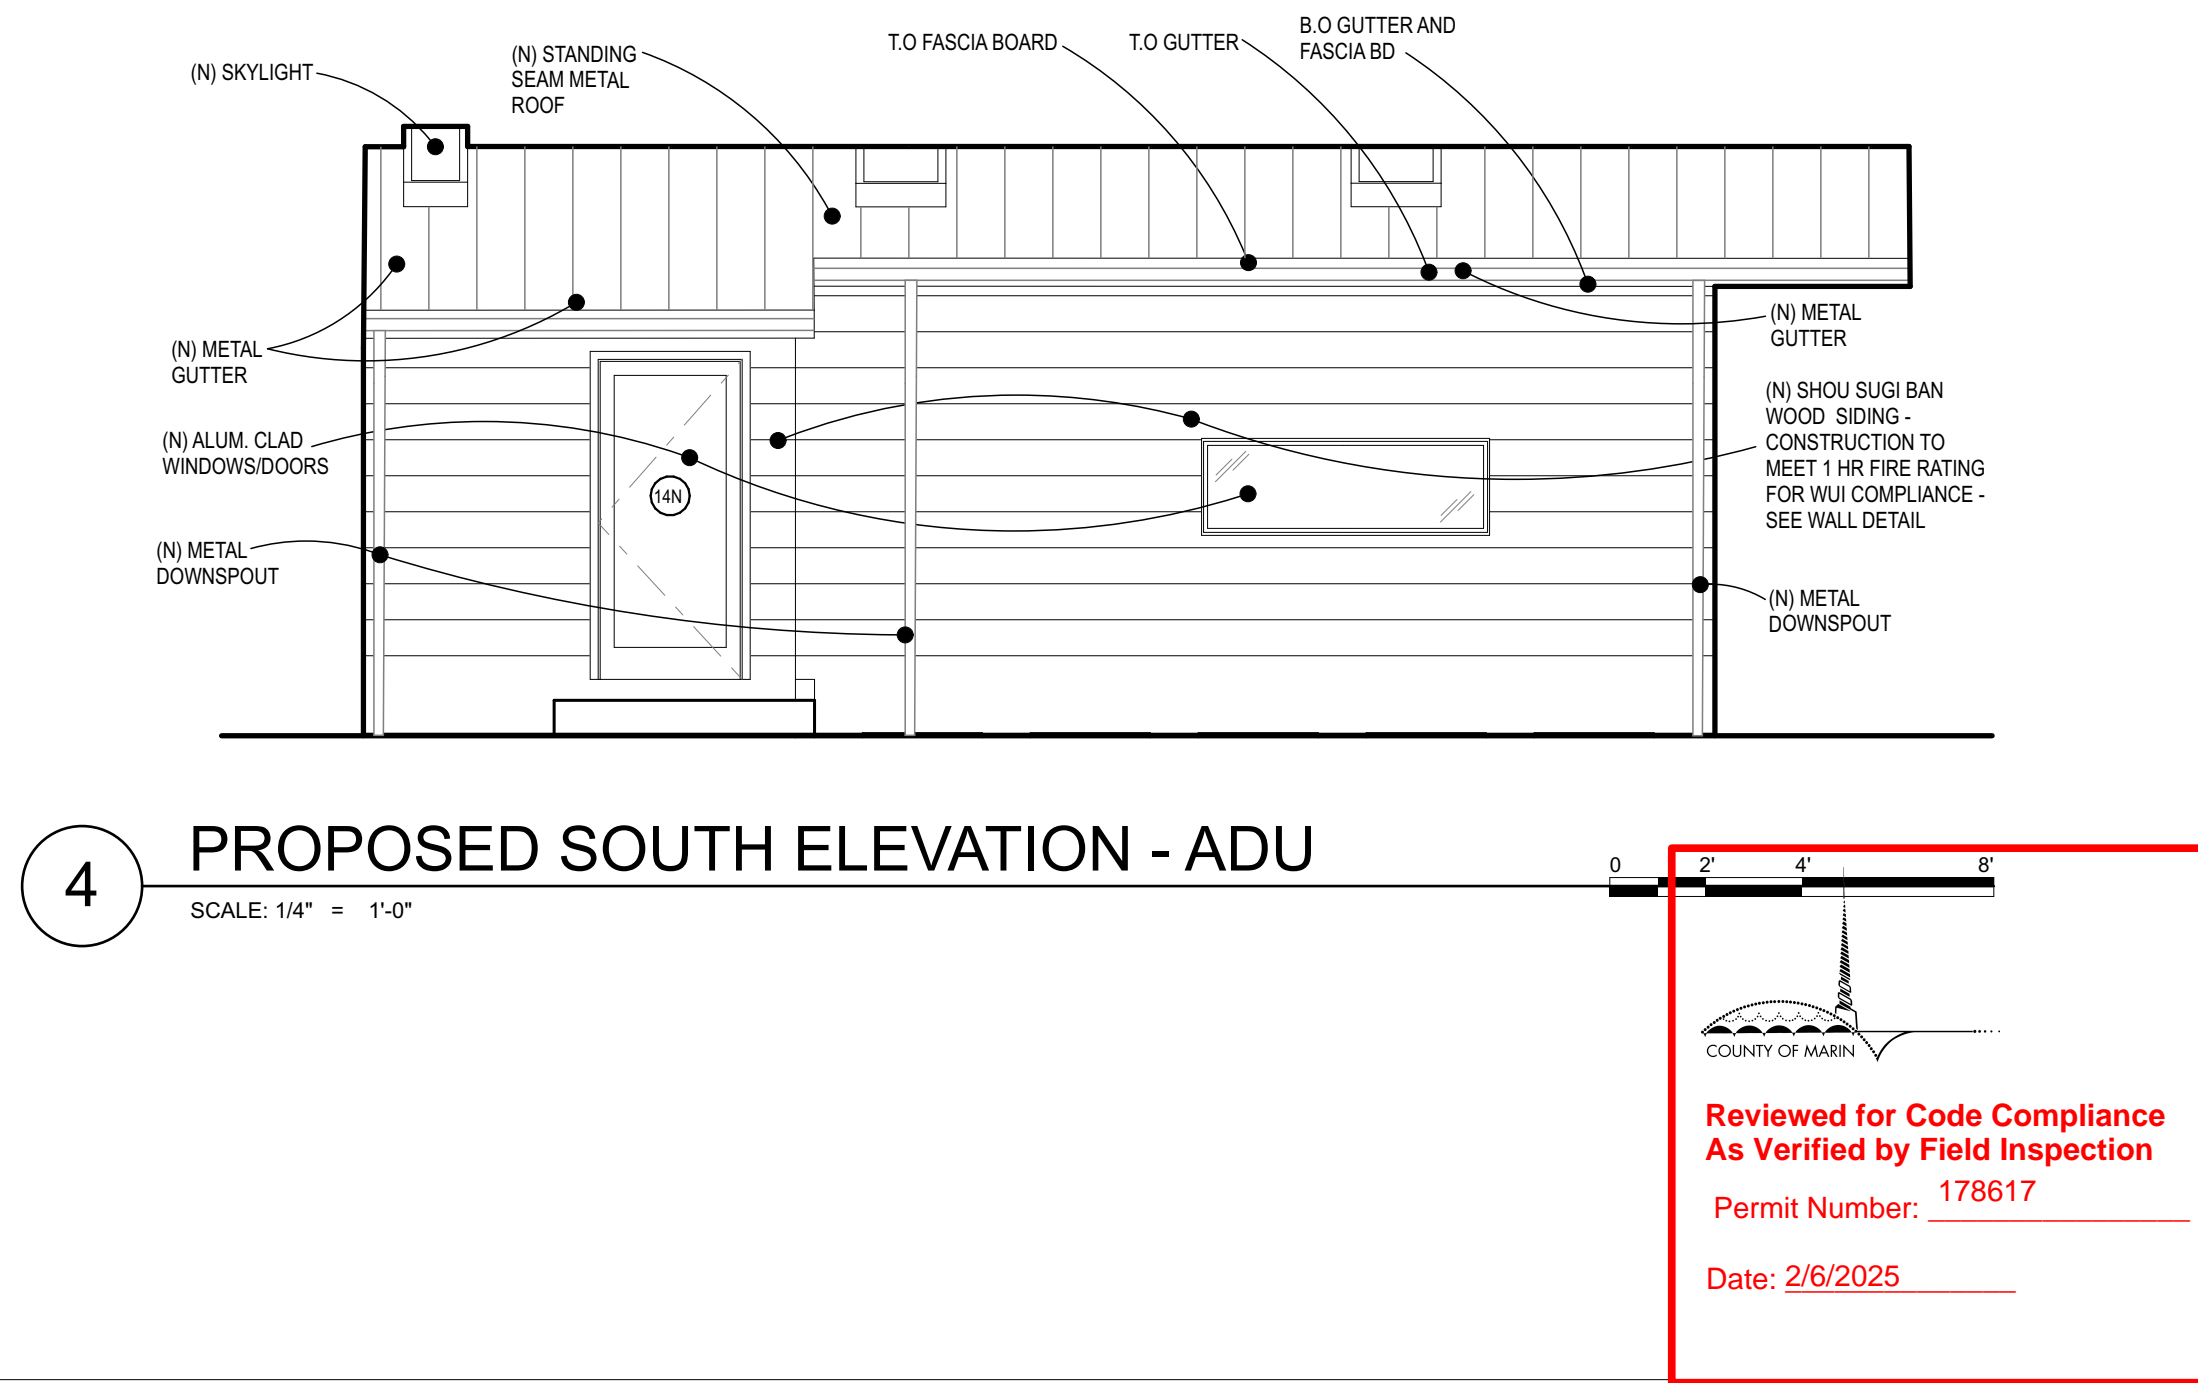 (N) SKYLIGHT
(N) STANDING
SEAM METAL
ROOF
T.O FASCIA BOARD
T.O GUTTER
B.O GUTTER AND
FASCIA BD
(N) METAL
GUTTER
(N) ALUM. CLAD
WINDOWS/DOORS
(N) METAL
DOWNSPOUT
14N
(N) METAL
GUTTER
(N) SHOU SUGI BAN
WOOD SIDING -
CONSTRUCTION TO
MEET 1 HR FIRE RATING
FOR WUI COMPLIANCE -
SEE WALL DETAIL
(N) METAL
DOWNSPOUT
4
PROPOSED SOUTH ELEVATION - ADU
SCALE: 1/4" = 1'-0"
0 2' 4' 8'
COUNTY OF MARIN
Reviewed for Code Compliance
As Verified by Field Inspection
Permit Number: 178617
Date: 2/6/2025